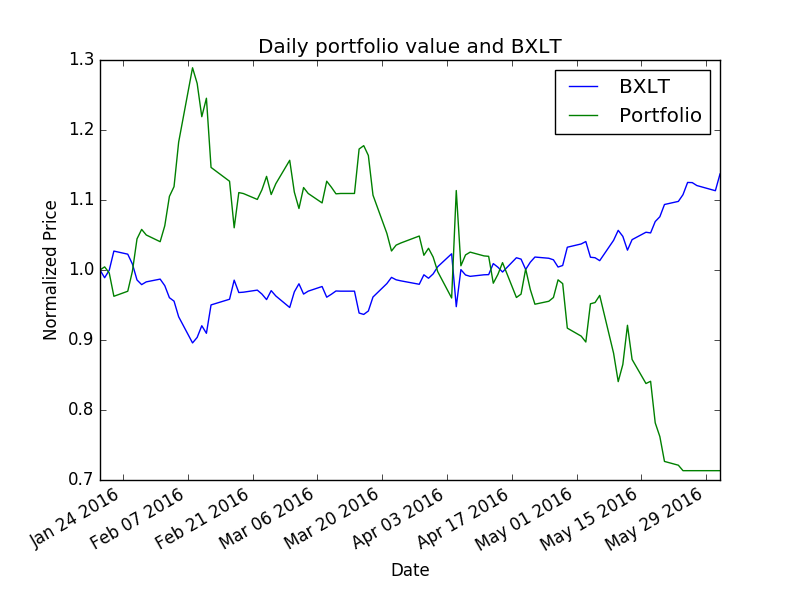 Daily portfolio value and BXLT
BXLT
Portfolio
Normalized Price
1.3
1.2
1.1
1.0
0.9
0.8
0.7
Jan 24 2016
Feb 07 2016
Feb 21 2016
Mar 06 2016
Mar 20 2016
Apr 03 2016
Apr 17 2016
May 01 2016
May 15 2016
May 29 2016
Date